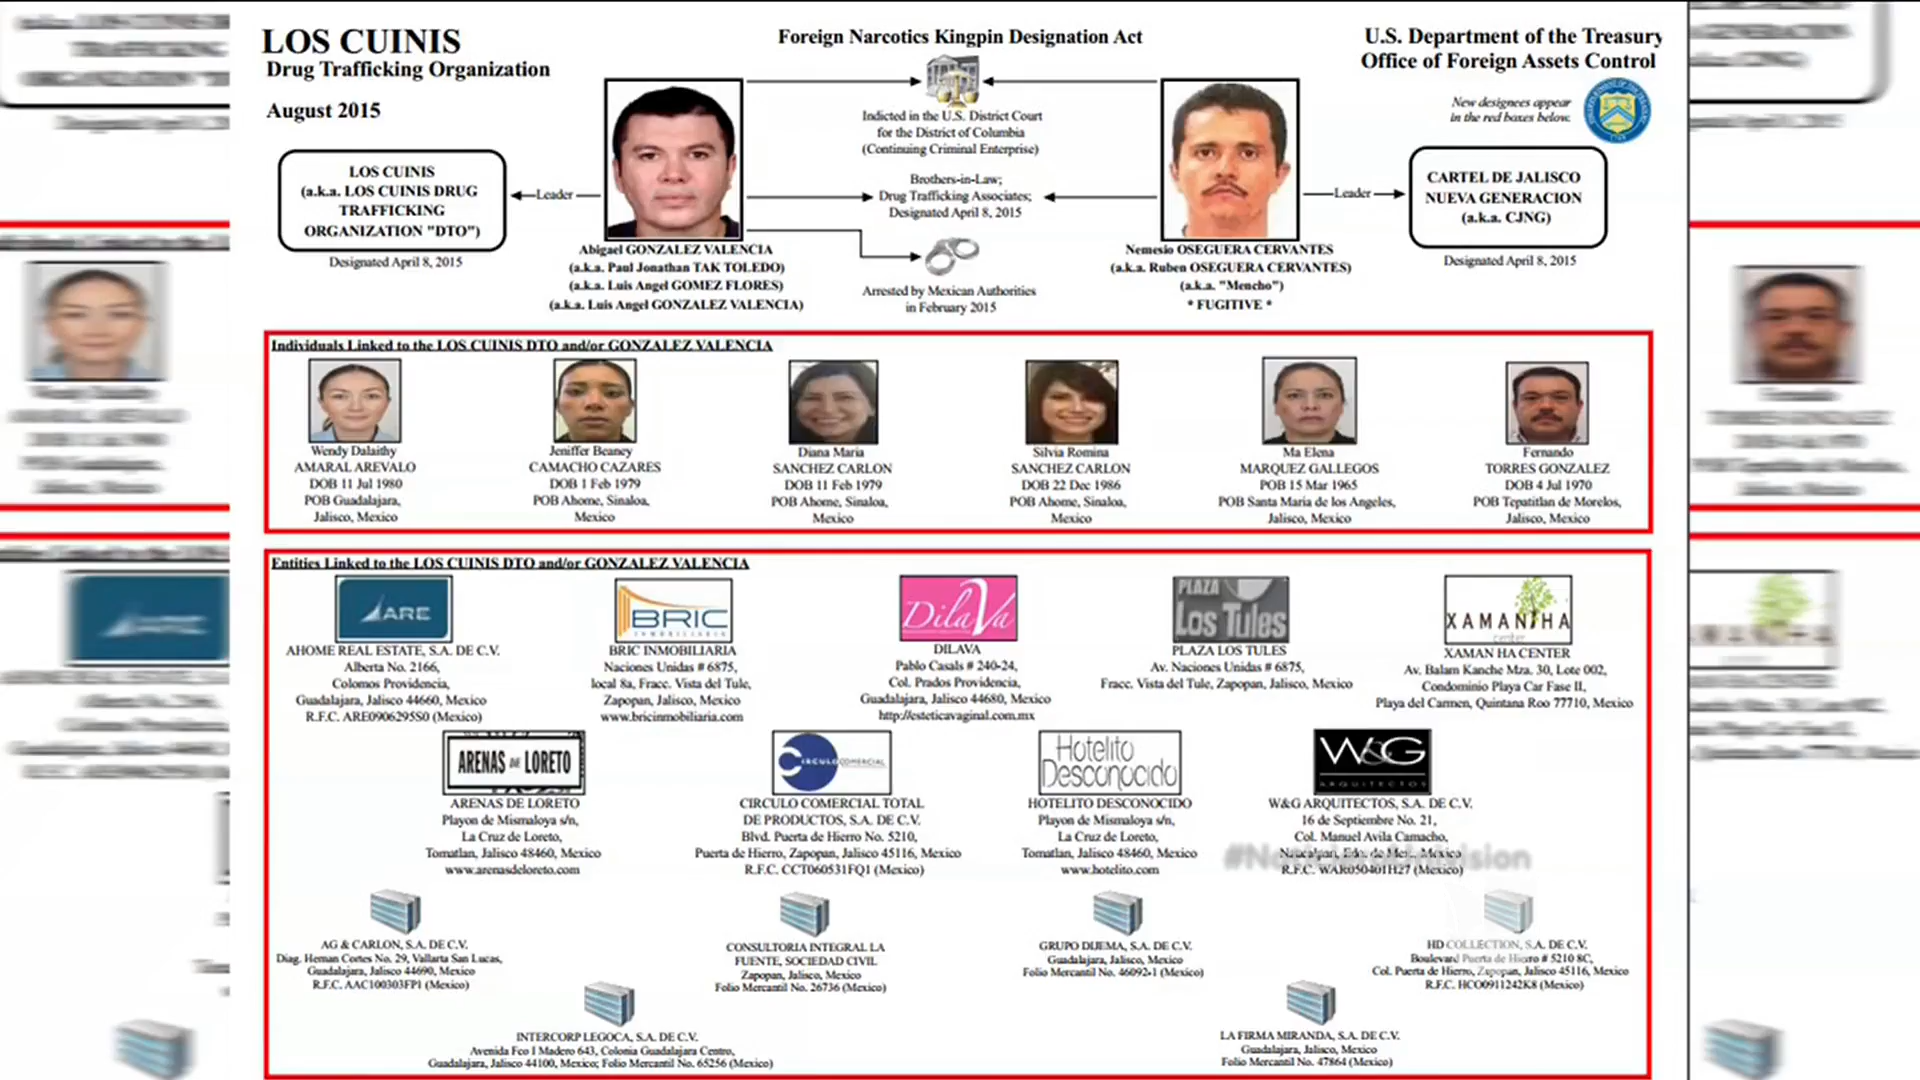 LOS CUINIS
Drug Trafficking Organization
August 2015
Foreign Narcotics Kingpin Designation Act
U.S. Department of the Treasury
Office of Foreign Assets Control
New designees appear
in the red boxes below.
LOS CUINIS
(a.k.a. LOS CUINIS DRUG
TRAFFICKING
ORGANIZATION "DTO")
Designated April 8, 2015
Leader
Abigael GONZALEZ VALENCIA
(a.k.a. Paul Jonathan TAK TOLEDO)
(a.k.a. Luis Angel GOMEZ FLORES)
(a.k.a. Luis Angel GONZALEZ VALENCIA)
Indicted in the U.S. District Court
for the District of Columbia
(Continuing Criminal Enterprise)
Brothers-in-Law;
Drug Trafficking Associates;
Designated April 8, 2015
Arrested by Mexican Authorities
in February 2015
Nemesio OSEGUERA CERVANTES
(a.k.a. Ruben OSEGUERA CERVANTES)
(a.k.a. "Mencho")
* FUGITIVE *
Leader
CARTEL DE JALISCO
NUEVA GENERACION
(a.k.a. CJNG)
Designated April 8, 2015
Individuals Linked to the LOS CUINIS DTO and/or GONZALEZ VALENCIA
Wendy Dalaithy
AMARAL AREVALO
DOB 11 Jul 1980
POB Guadalajara,
Jalisco, Mexico
Jeniffer Beaney
CAMACHO CAZARES
DOB 1 Feb 1979
POB Ahome, Sinaloa,
Mexico
Diana Maria
SANCHEZ CARLON
DOB 11 Feb 1979
POB Ahome, Sinaloa,
Mexico
Silvia Romina
SANCHEZ CARLON
DOB 22 Dec 1986
POB Ahome, Sinaloa,
Mexico
Ma Elena
MARQUEZ GALLEGOS
POB 15 Mar 1965
POB Santa Maria de los Angeles,
Jalisco, Mexico
Fernando
TORRES GONZALEZ
DOB 4 Jul 1970
POB Tepatitlan de Morelos,
Jalisco, Mexico
Entities Linked to the LOS CUINIS DTO and/or GONZALEZ VALENCIA
ARE
AHOME REAL ESTATE, S.A. DE C.V.
Alberta No. 2166,
Colomos Providencia,
Guadalajara, Jalisco 44660, Mexico
R.F.C. ARE0906295S0 (Mexico)
BRIC
INMOBILIARIA
BRIC INMOBILIARIA
Naciones Unidas # 6875,
local 8a, Fracc. Vista del Tule,
Zapopan, Jalisco, Mexico
www.bricinmobiliaria.com
DilaVa
DILAVA
Pablo Casals # 240-24,
Col. Prados Providencia,
Guadalajara, Jalisco 44680, Mexico
http://esteticavaginal.com.mx
PLAZA
Los Tules
PLAZA LOS TULES
Av. Naciones Unidas # 6875,
Fracc. Vista del Tule, Zapopan, Jalisco, Mexico
XAMANHA
center
XAMAN HA CENTER
Av. Balam Kanche Mza. 30, Lote 002,
Condominio Playa Car Fase II,
Playa del Carmen, Quintana Roo 77710, Mexico
ARENAS DE LORETO
ARENAS DE LORETO
Playon de Mismaloya s/n,
La Cruz de Loreto,
Tomatlan, Jalisco 48460, Mexico
www.arenasdeloreto.com
CIRCULO COMERCIAL
CIRCULO COMERCIAL TOTAL
DE PRODUCTOS, S.A. DE C.V.
Blvd. Puerta de Hierro No. 5210,
Puerta de Hierro, Zapopan, Jalisco 45116, Mexico
R.F.C. CCT060531FQ1 (Mexico)
Hotelito
Desconocido
HOTELITO DESCONOCIDO
Playon de Mismaloya s/n,
La Cruz de Loreto,
Tomatlan, Jalisco 48460, Mexico
www.hotelito.com
W&G
ARQUITECTOS
W&G ARQUITECTOS, S.A. DE C.V.
16 de Septiembre No. 21,
Col. Manuel Avila Camacho,
Naucalpan, Edo. de Mex., Mexico
R.F.C. WAR050401H27 (Mexico)
#NoticieroUnivision
AG & CARLON, S.A. DE C.V.
Diag. Hernan Cortes No. 29, Vallarta San Lucas,
Guadalajara, Jalisco 44690, Mexico
R.F.C. AAC100303FP1 (Mexico)
CONSULTORIA INTEGRAL LA
FUENTE, SOCIEDAD CIVIL
Zapopan, Jalisco, Mexico
Folio Mercantil No. 26736 (Mexico)
GRUPO DIJEMA, S.A. DE C.V.
Guadalajara, Jalisco, Mexico
Folio Mercantil No. 46092-1 (Mexico)
HD COLLECTION, S.A. DE C.V.
Boulevard Puerta de Hierro # 5210 8C,
Col. Puerta de Hierro, Zapopan, Jalisco 45116, Mexico
R.F.C. HCO0911242K8 (Mexico)
INTERCORP LEGOCA, S.A. DE C.V.
Avenida Fco I Madero 643, Colonia Guadalajara Centro,
Guadalajara, Jalisco 44100, Mexico; Folio Mercantil No. 65256 (Mexico)
LA FIRMA MIRANDA, S.A. DE C.V.
Guadalajara, Jalisco, Mexico
Folio Mercantil No. 47864 (Mexico)